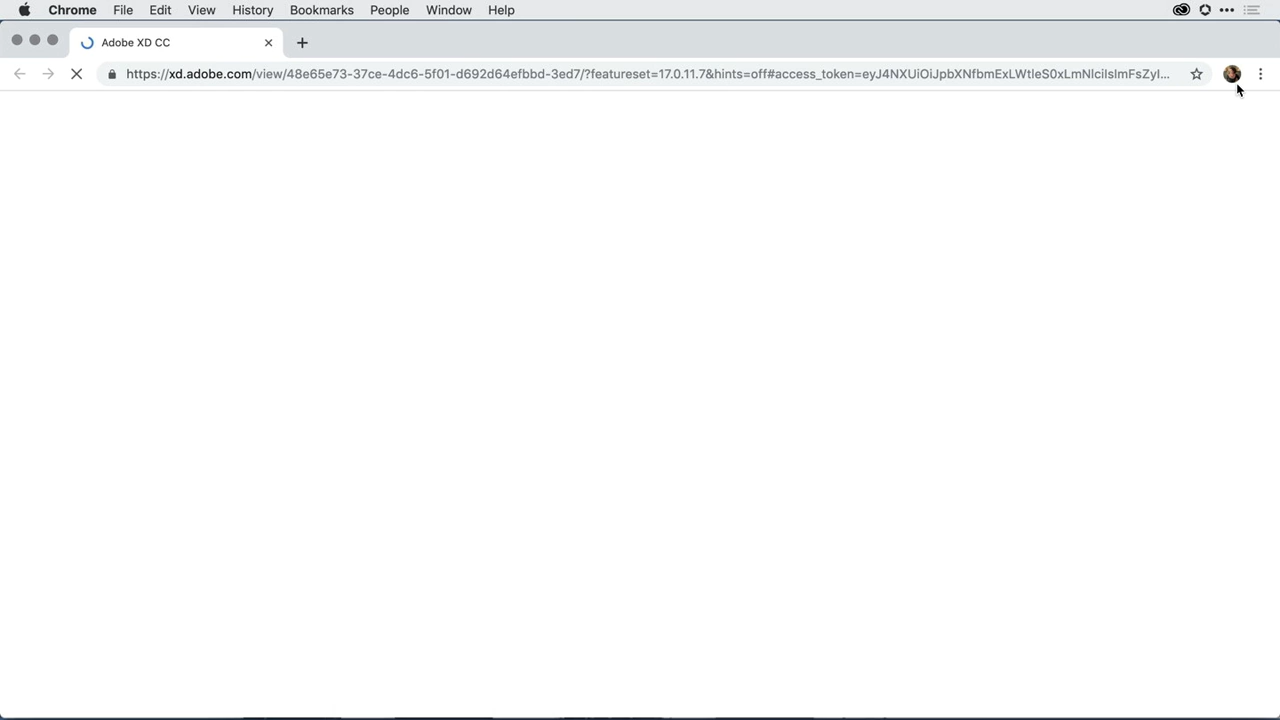 Chrome File Edit View History Bookmarks People Window Help
Adobe XD CC
https://xd.adobe.com/view/48e65e73-37ce-4dc6-5f01-d692d64efbbd-3ed7/?featureset=17.0.11.7&hints=off#access_token=eyJ4NXUiOiJpbXNfbmExLWtleS0xLmNlciIsImFsZyI...